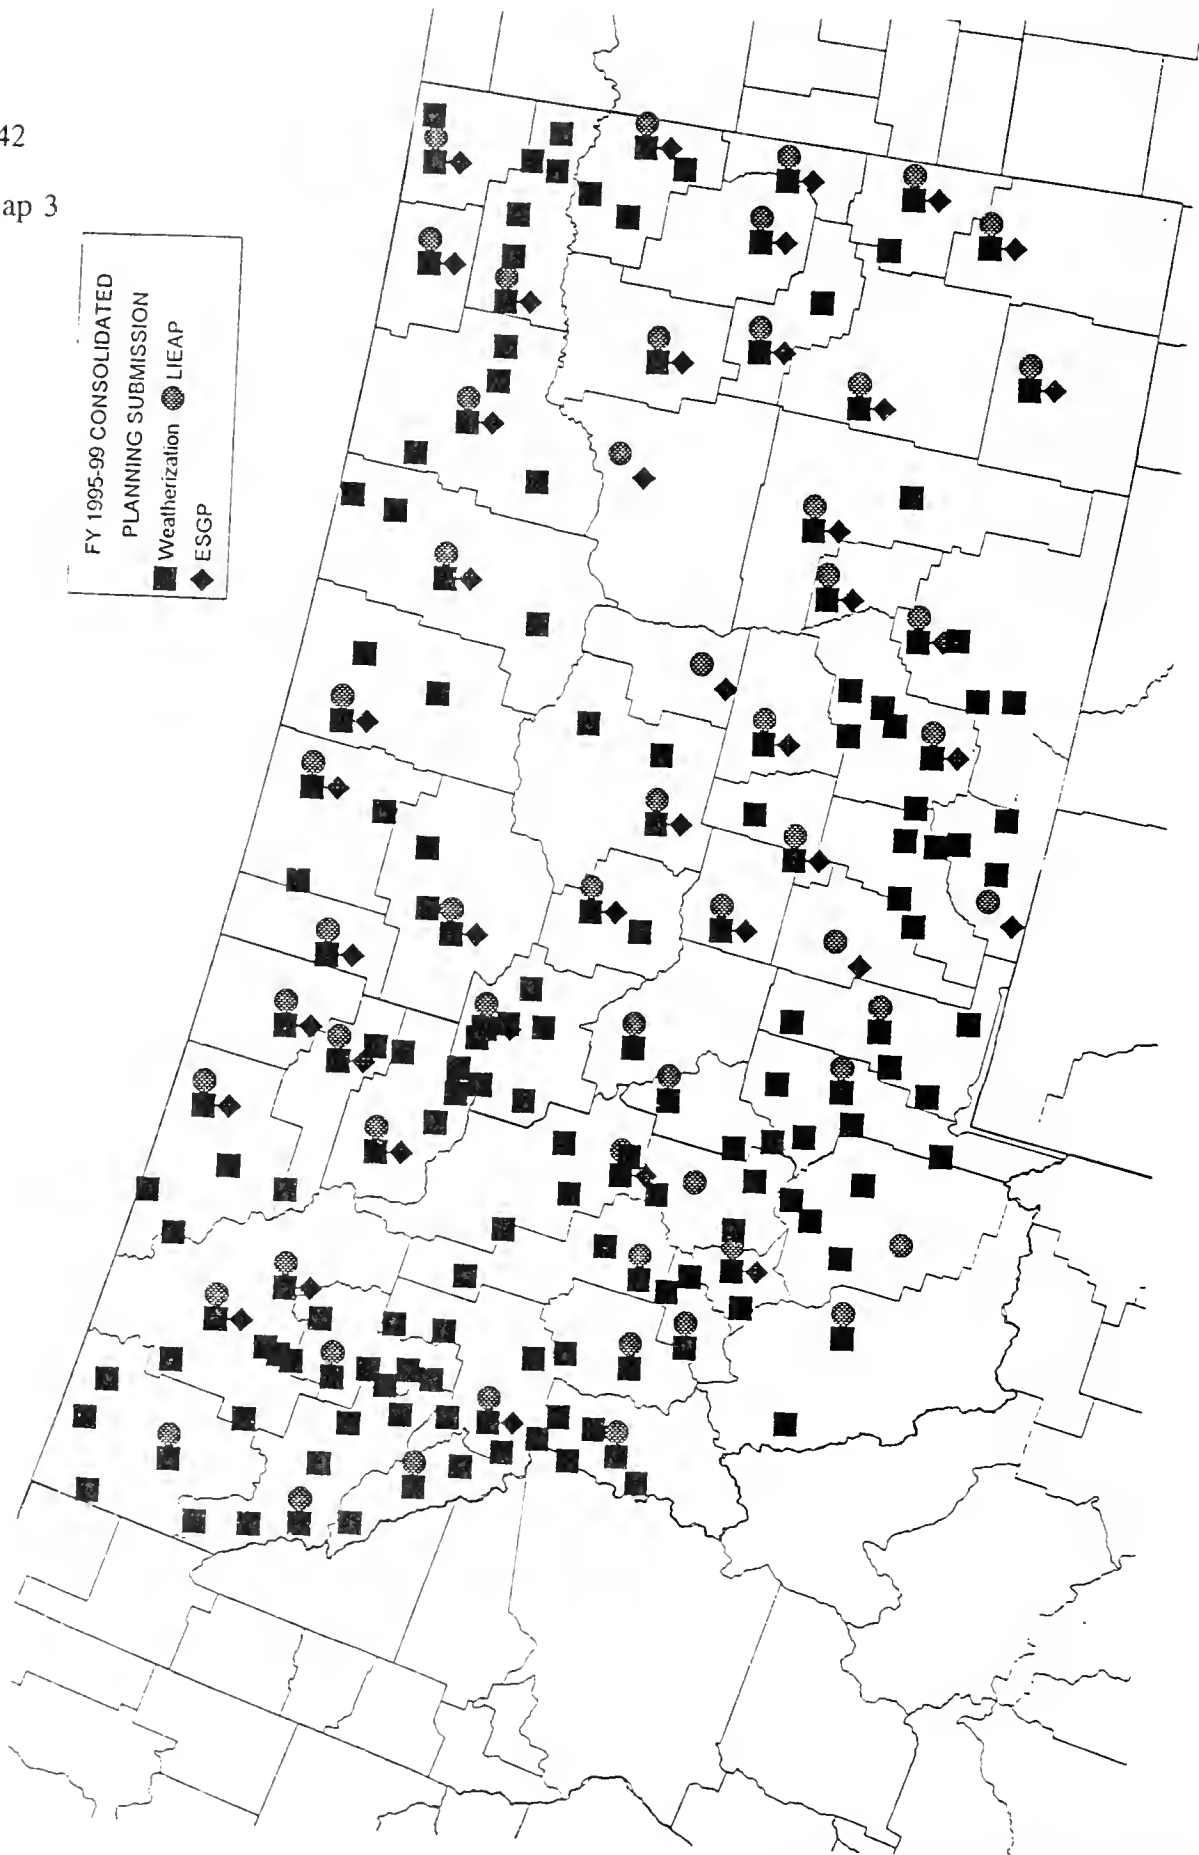 42
ap 3
FY 1995-99 CONSOLIDATED
PLANNING SUBMISSION
Weatherization LIEAP
ESGP